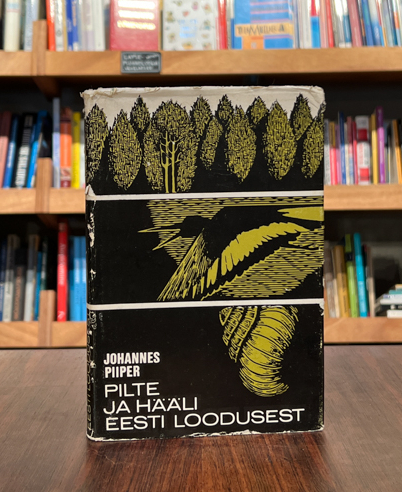 JOHANNES
PIIPER
PILTE
JA HÄÄLI
EESTI LOODUSEST